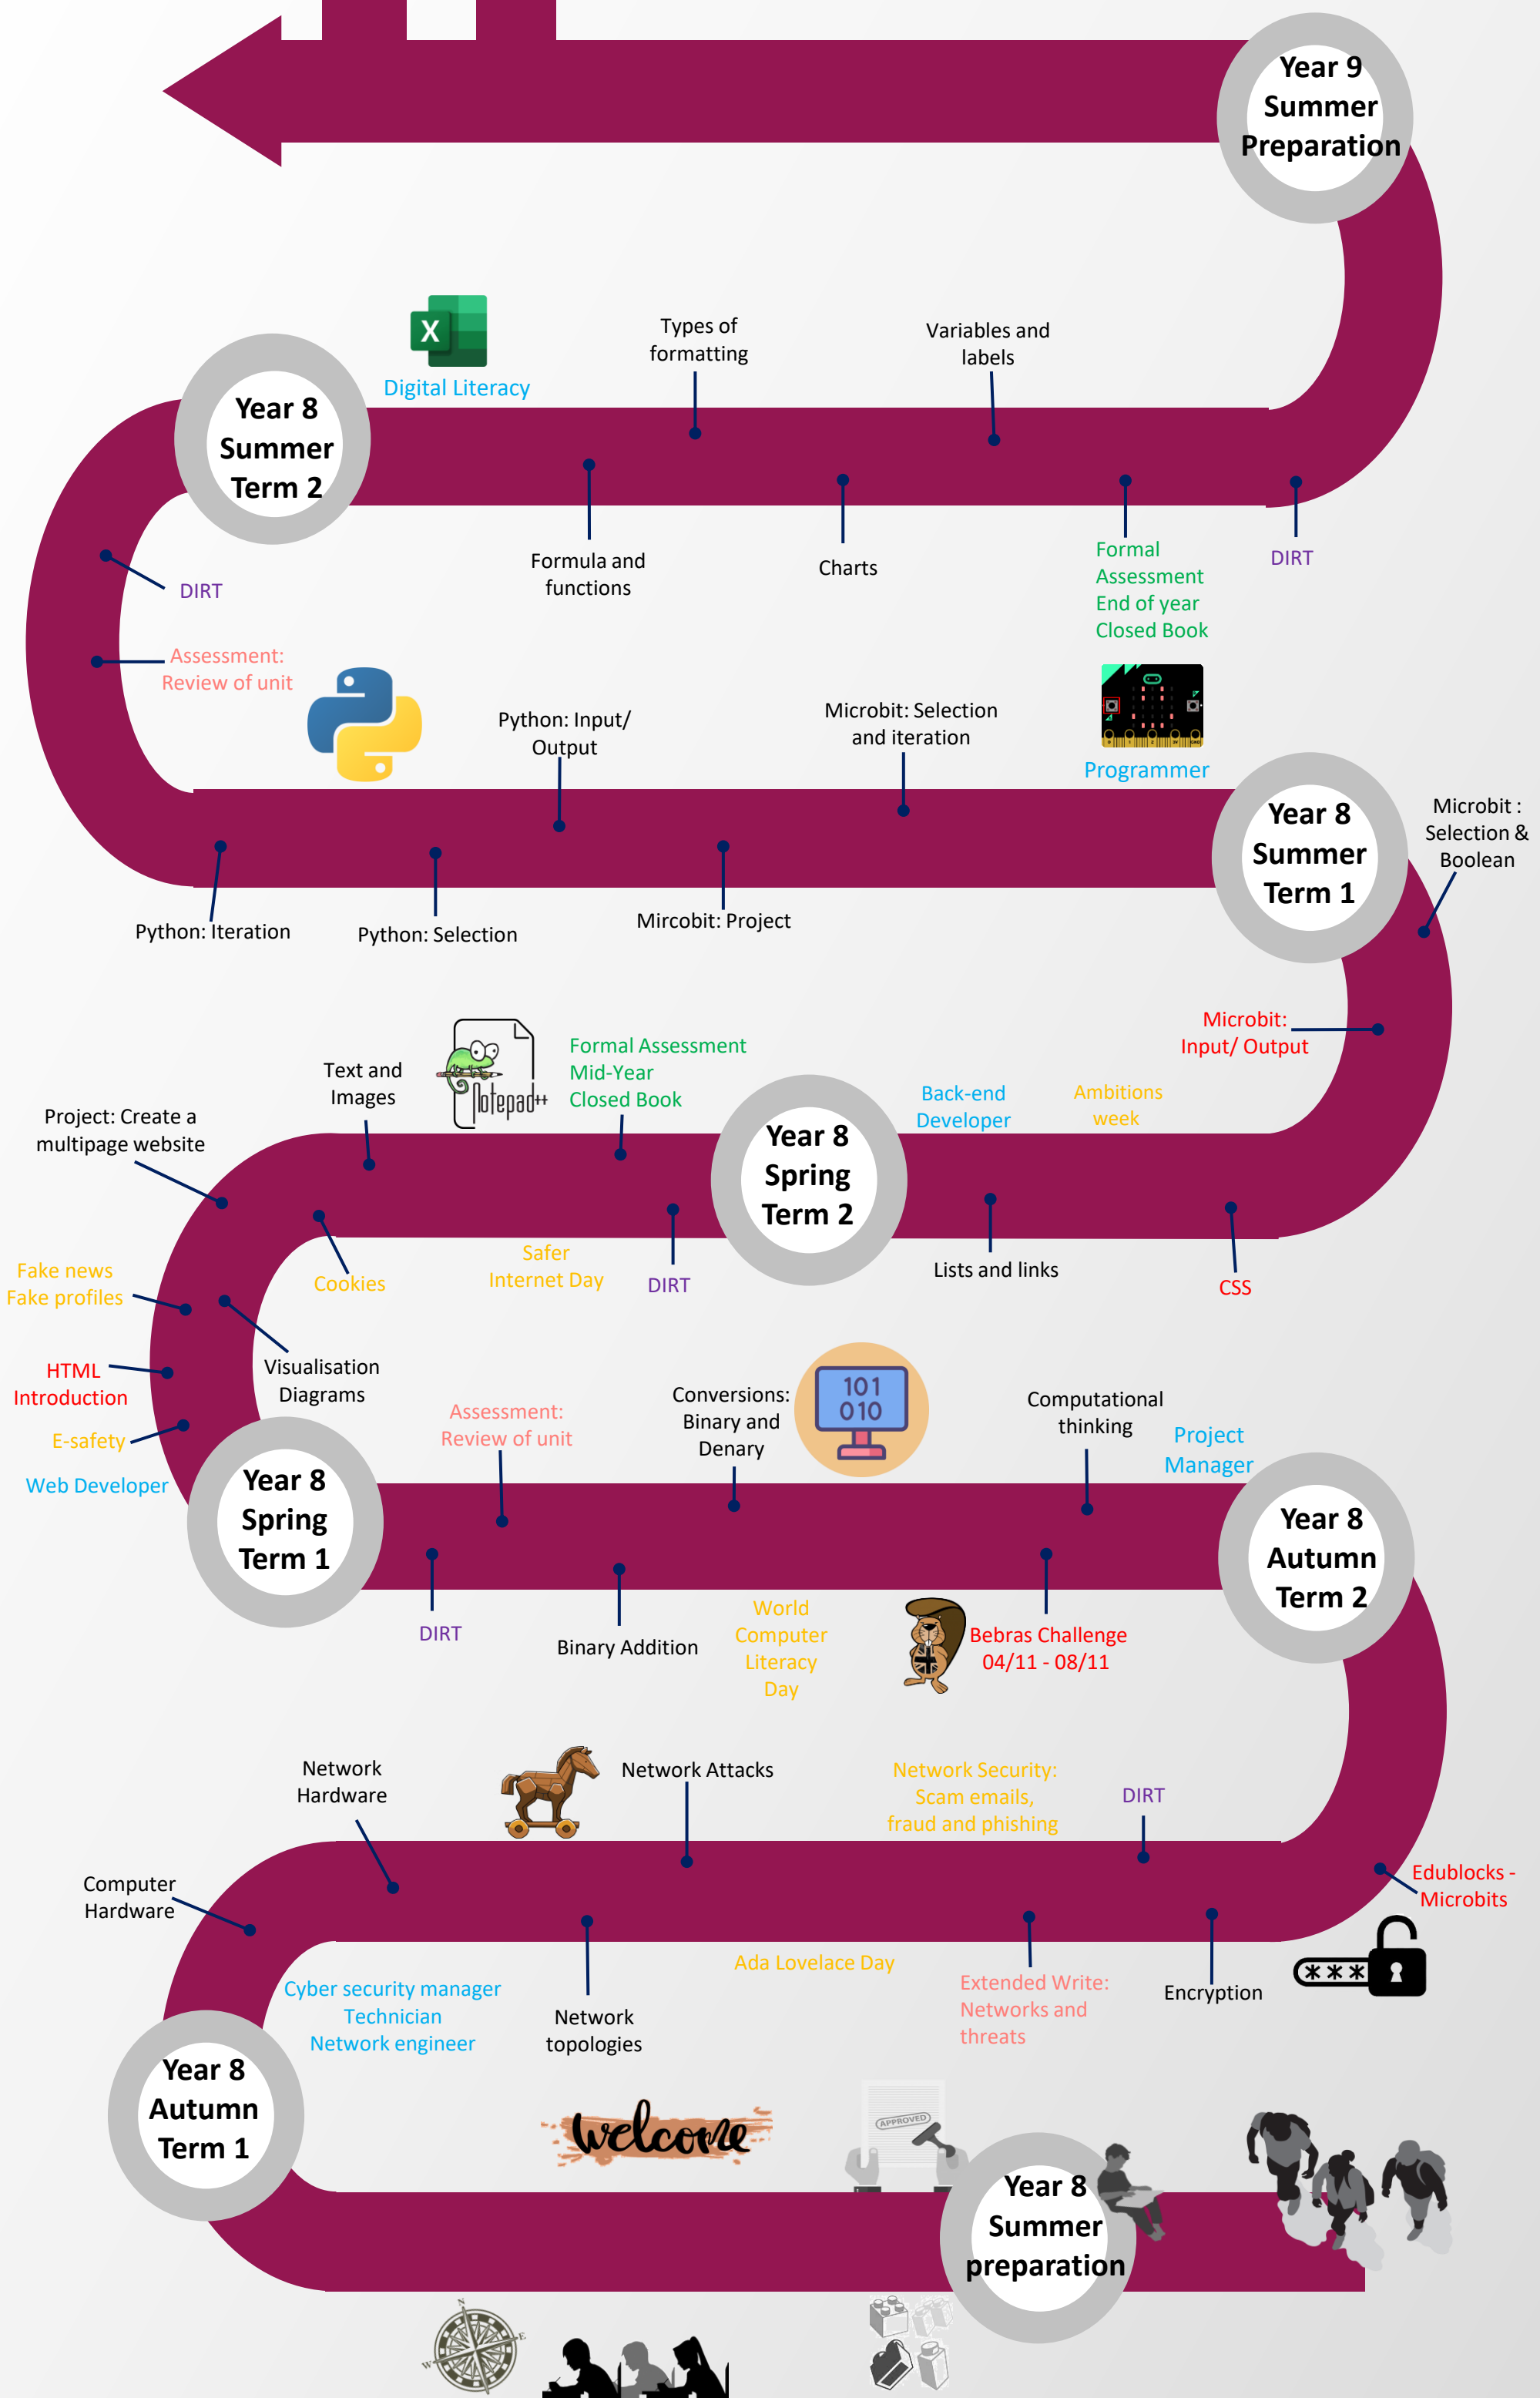 Year 9
Summer
Preparation
X
Digital Literacy
Types of
formatting
Variables and
labels
Year 8
Summer
Term 2
Formula and
functions
Charts
Formal
Assessment
End of year
Closed Book
DIRT
DIRT
Assessment:
Review of unit
Python: Input/
Output
Microbit: Selection
and iteration
Programmer
Year 8
Summer
Term 1
Microbit :
Selection &
Boolean
Python: Iteration
Python: Selection
Mircobit: Project
Microbit:
Input/ Output
Project: Create a
multipage website
Text and
Images
Notepad++
Formal Assessment
Mid-Year
Closed Book
Year 8
Spring
Term 2
Back-end
Developer
Ambitions
week
Fake news
Fake profiles
Cookies
Safer
Internet Day
DIRT
Lists and links
CSS
HTML
Introduction
Visualisation
Diagrams
E-safety
Web Developer
Year 8
Spring
Term 1
Assessment:
Review of unit
Conversions:
Binary and
Denary
101
010
Computational
thinking
Project
Manager
Year 8
Autumn
Term 2
DIRT
Binary Addition
World
Computer
Literacy
Day
Bebras Challenge
04/11 - 08/11
Computer
Hardware
Network
Hardware
Network Attacks
Network Security:
Scam emails,
fraud and phishing
DIRT
Edublocks -
Microbits
Cyber security manager
Technician
Network engineer
Network
topologies
Ada Lovelace Day
Extended Write:
Networks and
threats
Encryption
***
Year 8
Autumn
Term 1
welcome
APPROVED
Year 8
Summer
preparation
N
E
W